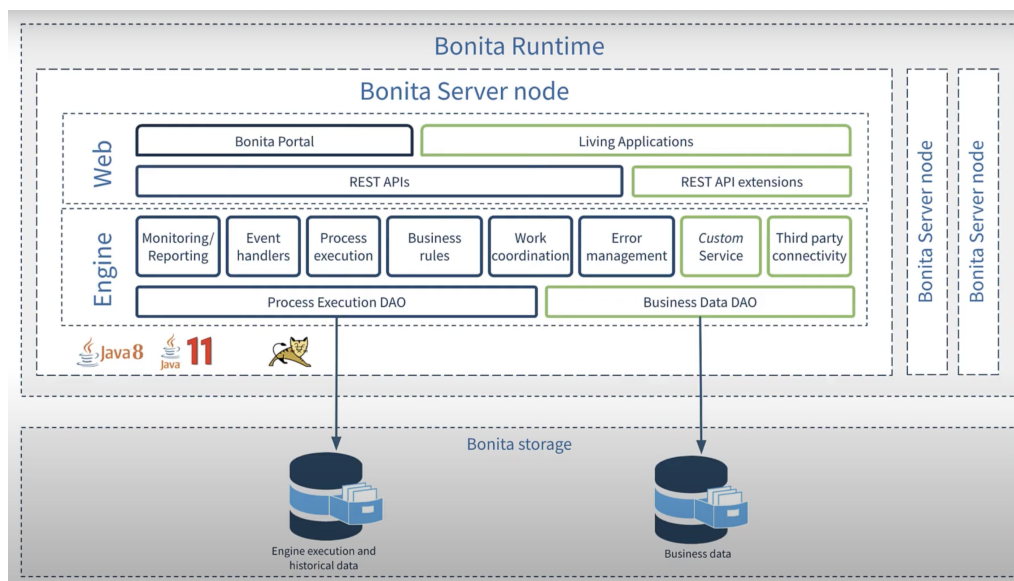 Bonita Runtime
Bonita Server node
Web
Bonita Portal
Living Applications
REST APIs
REST API extensions
Engine
Monitoring/
Reporting
Event
handlers
Process
execution
Business
rules
Work
coordination
Error
management
Custom
Service
Third party
connectivity
Process Execution DAO
Business Data DAO
Java 8
Java 11
Bonita Server node
Bonita Server node
Bonita storage
Engine execution and
historical data
Business data